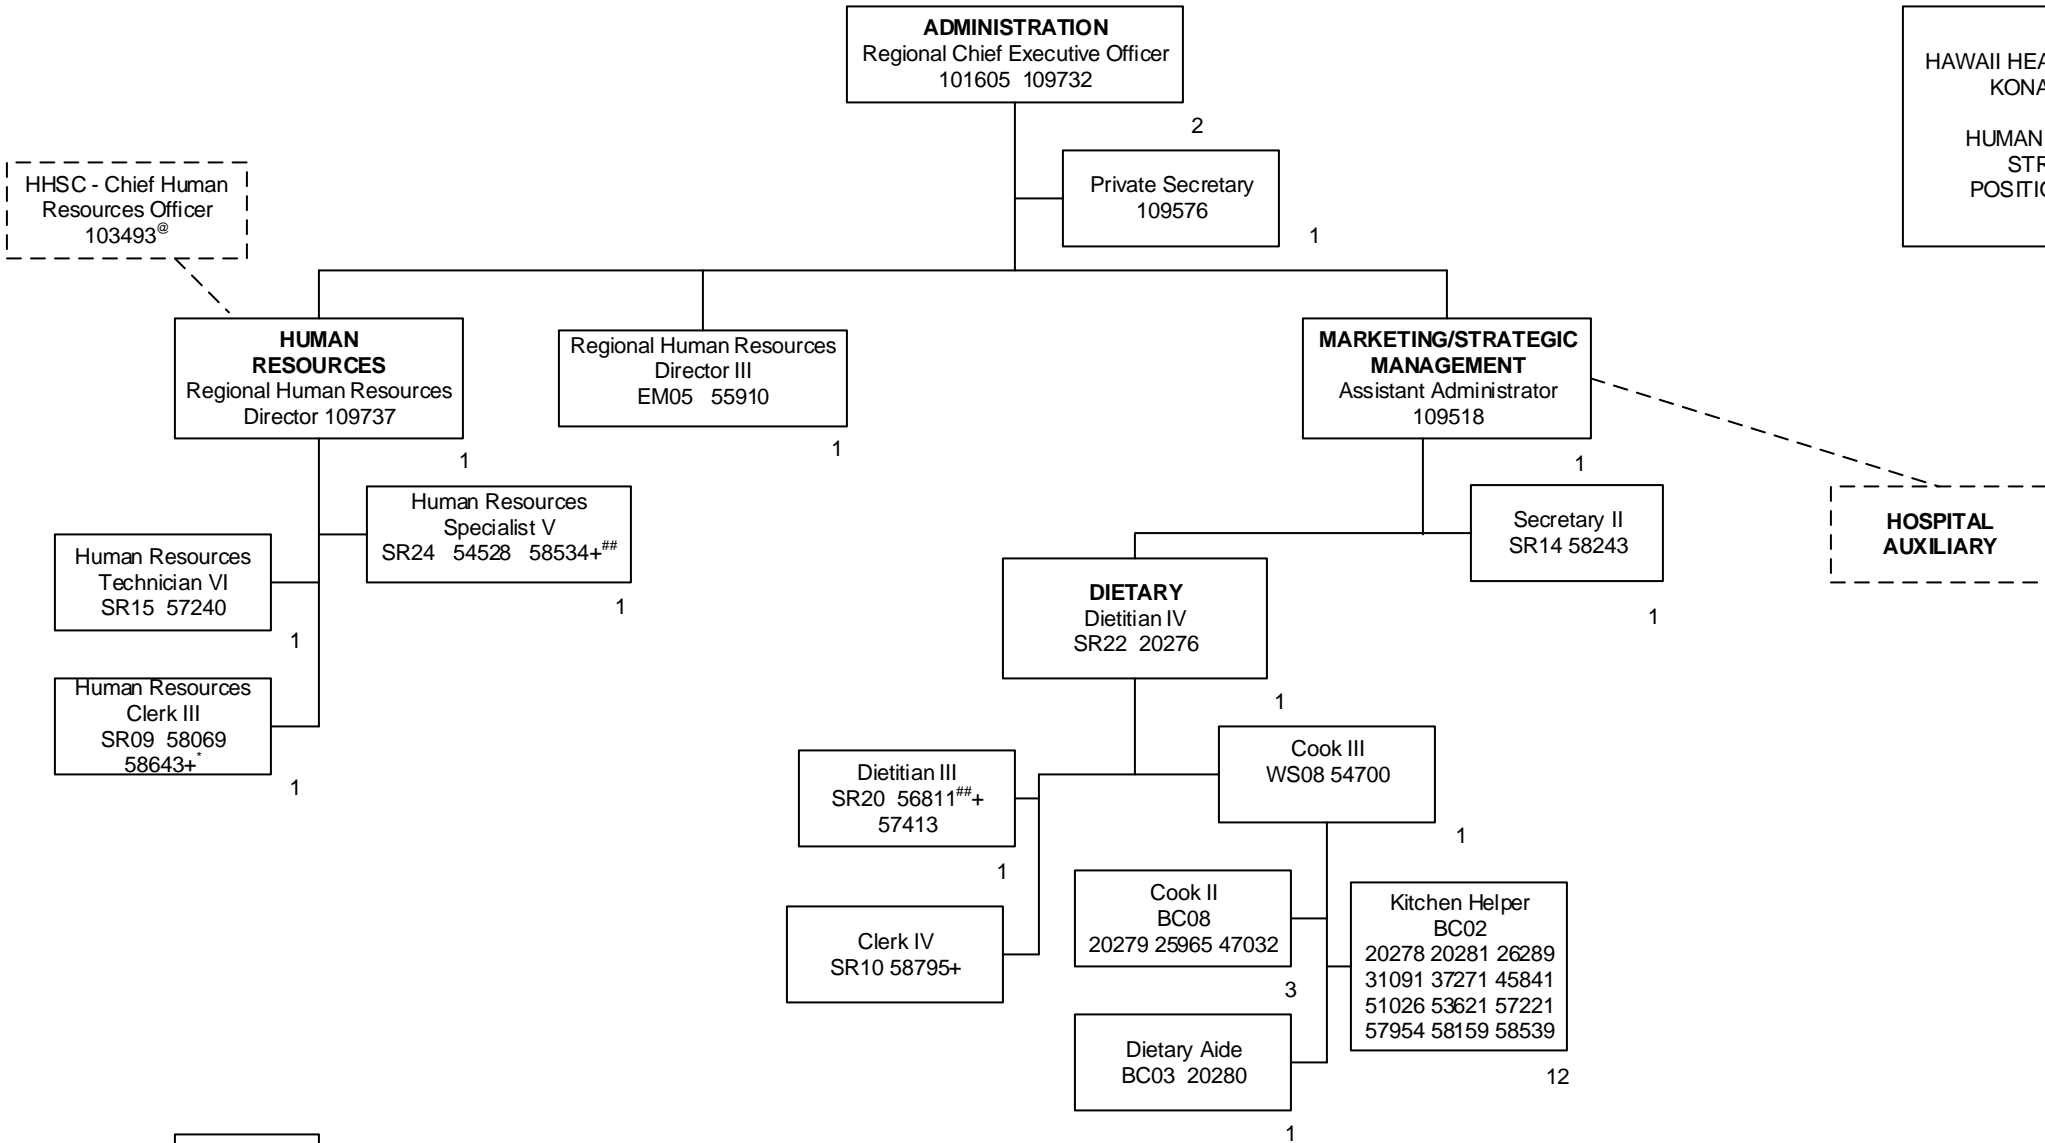 ADMINISTRATION
Regional Chief Executive Officer
101605 109732
2
HAWAII
KONA
HUMAN
Private Secretary
109576
1
HHSC - Chief Human
Resources Officer
103493@
HUMAN
RESOURCES
Regional Human Resources
Director 109737
1
Regional Human Resources
Director III
EM05 55910
1
MARKETING/STRATEGIC
MANAGEMENT
Assistant Administrator
109518
1
Human Resources
Specialist V
SR24 54528 58534+##
1
Human Resources
Technician VI
SR15 57240
1
Human Resources
Clerk III
SR09 58069
58643+*
1
Secretary II
SR14 58243
1
HOSPITAL
AUXILIARY
DIETARY
Dietitian IV
SR22 20276
1
Dietitian III
SR20 56811##+
57413
1
Cook III
WS08 54700
1
Clerk IV
SR10 58795+
Cook II
BC08
20279 25965 47032
3
Kitchen Helper
BC02
20278 20281 26289
31091 37271 45841
51026 53621 57221
57954 58159 58539
12
Dietary Aide
BC03 20280
1